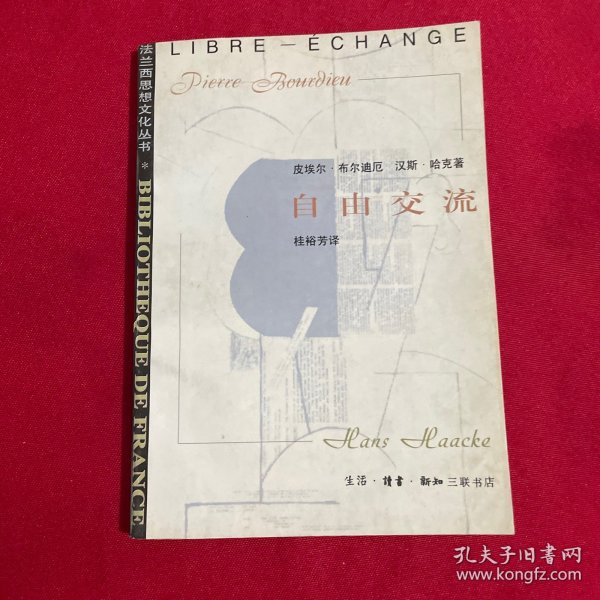 LIBRE — ÉCHANGE
Pierre Bourdieu
法兰西思想文化丛书 * BIBLIOTHEQUE DE FRANCE
皮埃尔·布尔迪厄 汉斯·哈克著
自由交流
桂裕芳译
Hans Haacke
生活·讀書·新知三联书店
孔夫子旧书网
www.kongfz.com